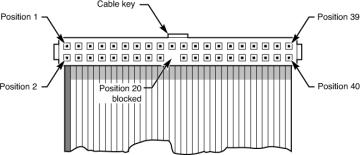 Cable key
Position 1
Position 39
Position 2
Position 20
blocked
Position 40